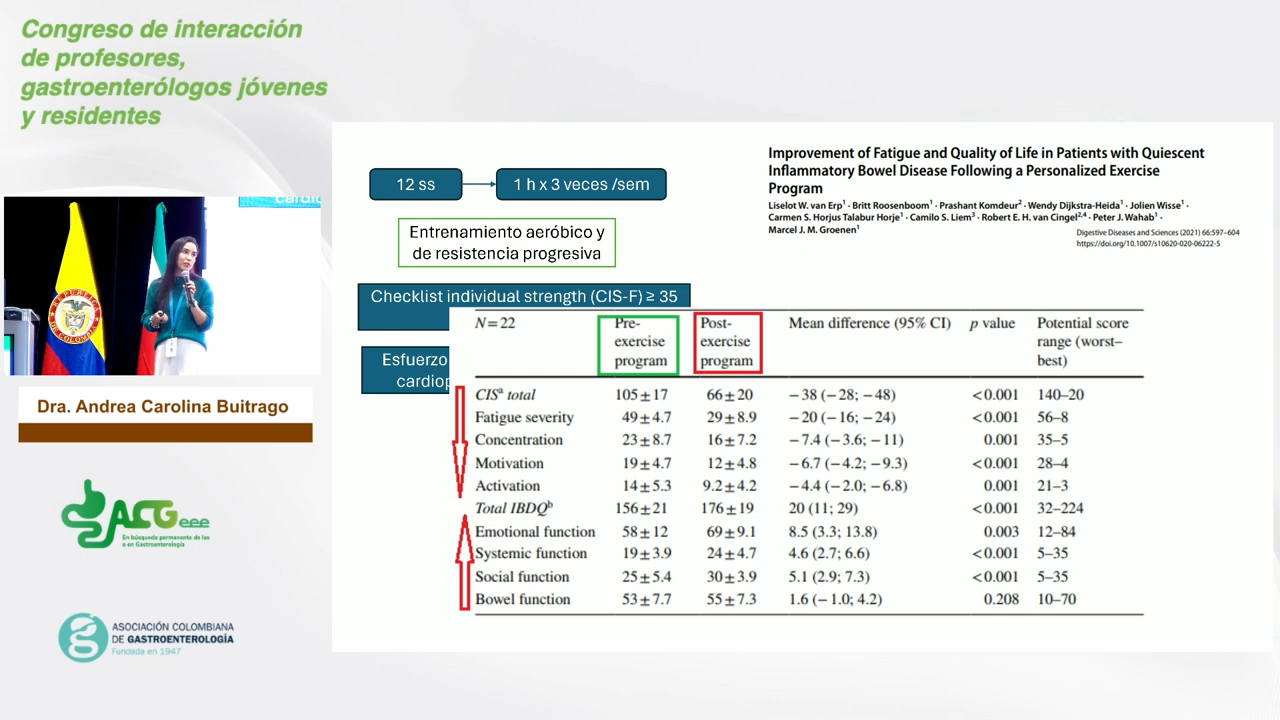 Congreso de interacción
de profesores,
gastroenterólogos jóvenes
y residentes
Dra. Andrea Carolina Buitrago
ACGeee
En búsqueda permanente de las
e en Gastroenterología
ASOCIACIÓN COLOMBIANA
DE GASTROENTEROLOGÍA
Fundada en 1947
12 ss
1 h x 3 veces /sem
Entrenamiento aeróbico y
de resistencia progresiva
Checklist individual strength (CIS-F) ≥ 35
Esfuerzo
cardiop
Improvement of Fatigue and Quality of Life in Patients with Quiescent
Inflammatory Bowel Disease Following a Personalized Exercise
Program
Liselot W. van Erp¹ · Britt Roosenboom¹ · Prashant Komdeur² · Wendy Dijkstra-Heida¹ · Jolien Wisse¹ ·
Carmen S. Horjus Talabur Horje¹ · Camilo S. Liem³ · Robert E. H. van Cingel²,⁴ · Peter J. Wahab¹ ·
Marcel J. M. Groenen¹
Digestive Diseases and Sciences (2021) 66:597–604
https://doi.org/10.1007/s10620-020-06222-5
N=22 Pre-exercise program Post-exercise program Mean difference (95% CI) p value Potential score range (worst–best)
CISᵃ total 105±17 66±20 −38 (−28; −48) <0.001 140–20
Fatigue severity 49±4.7 29±8.9 −20 (−16; −24) <0.001 56–8
Concentration 23±8.7 16±7.2 −7.4 (−3.6; −11) 0.001 35–5
Motivation 19±4.7 12±4.8 −6.7 (−4.2; −9.3) <0.001 28–4
Activation 14±5.3 9.2±4.2 −4.4 (−2.0; −6.8) 0.001 21–3
Total IBDQᵇ 156±21 176±19 20 (11; 29) <0.001 32–224
Emotional function 58±12 69±9.1 8.5 (3.3; 13.8) 0.003 12–84
Systemic function 19±3.9 24±4.7 4.6 (2.7; 6.6) <0.001 5–35
Social function 25±5.4 30±3.9 5.1 (2.9; 7.3) <0.001 5–35
Bowel function 53±7.7 55±7.3 1.6 (−1.0; 4.2) 0.208 10–70